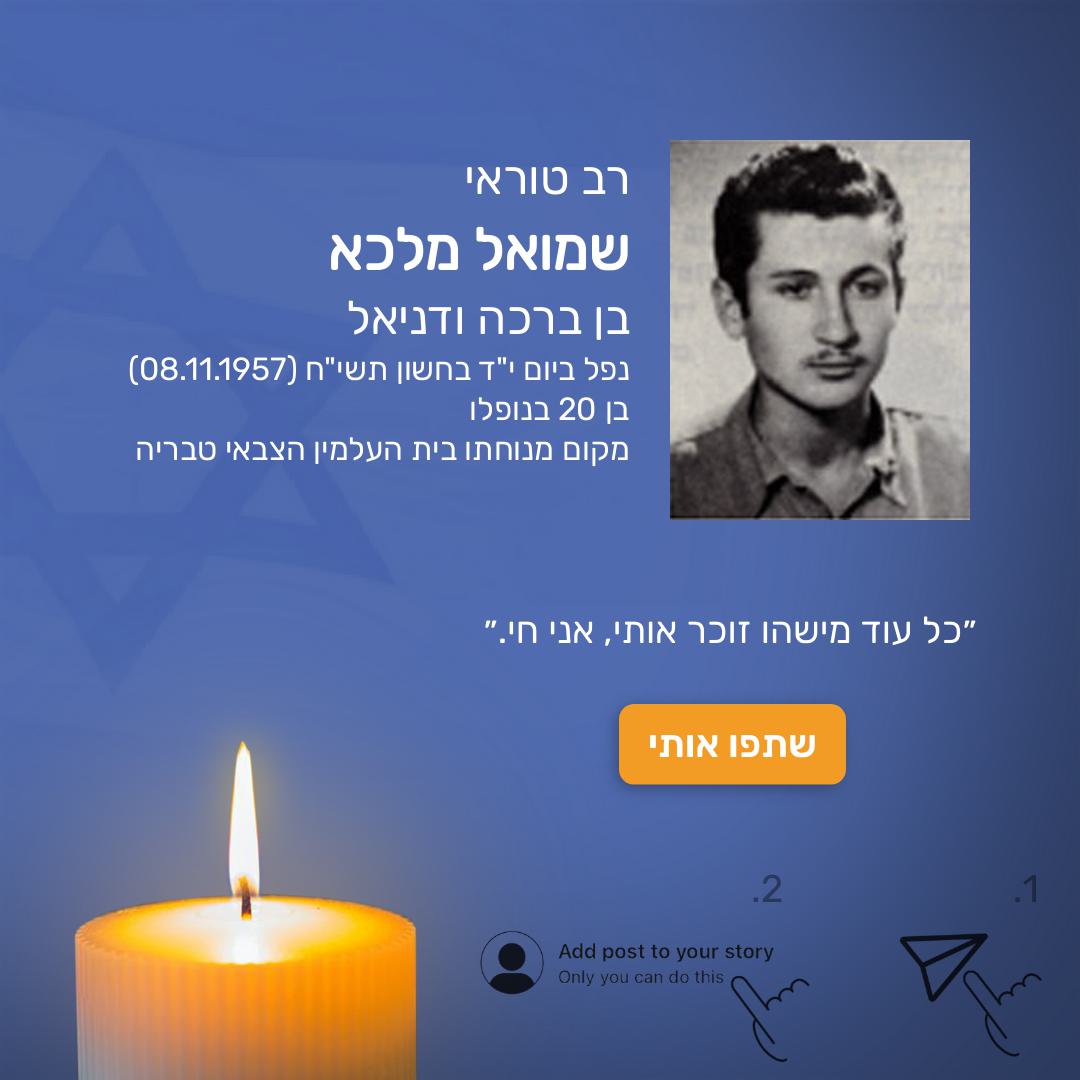 רב טוראי
שמואל מלכא
בן ברכה ודניאל
נפל ביום י"ד בחשון תשי"ח (08.11.1957)
בן 20 בנופלו
מקום מנוחתו בית העלמין הצבאי טבריה
״כל עוד מישהו זוכר אותי, אני חי.״
שתפו אותי
1.
2.
Add post to your story
Only you can do this